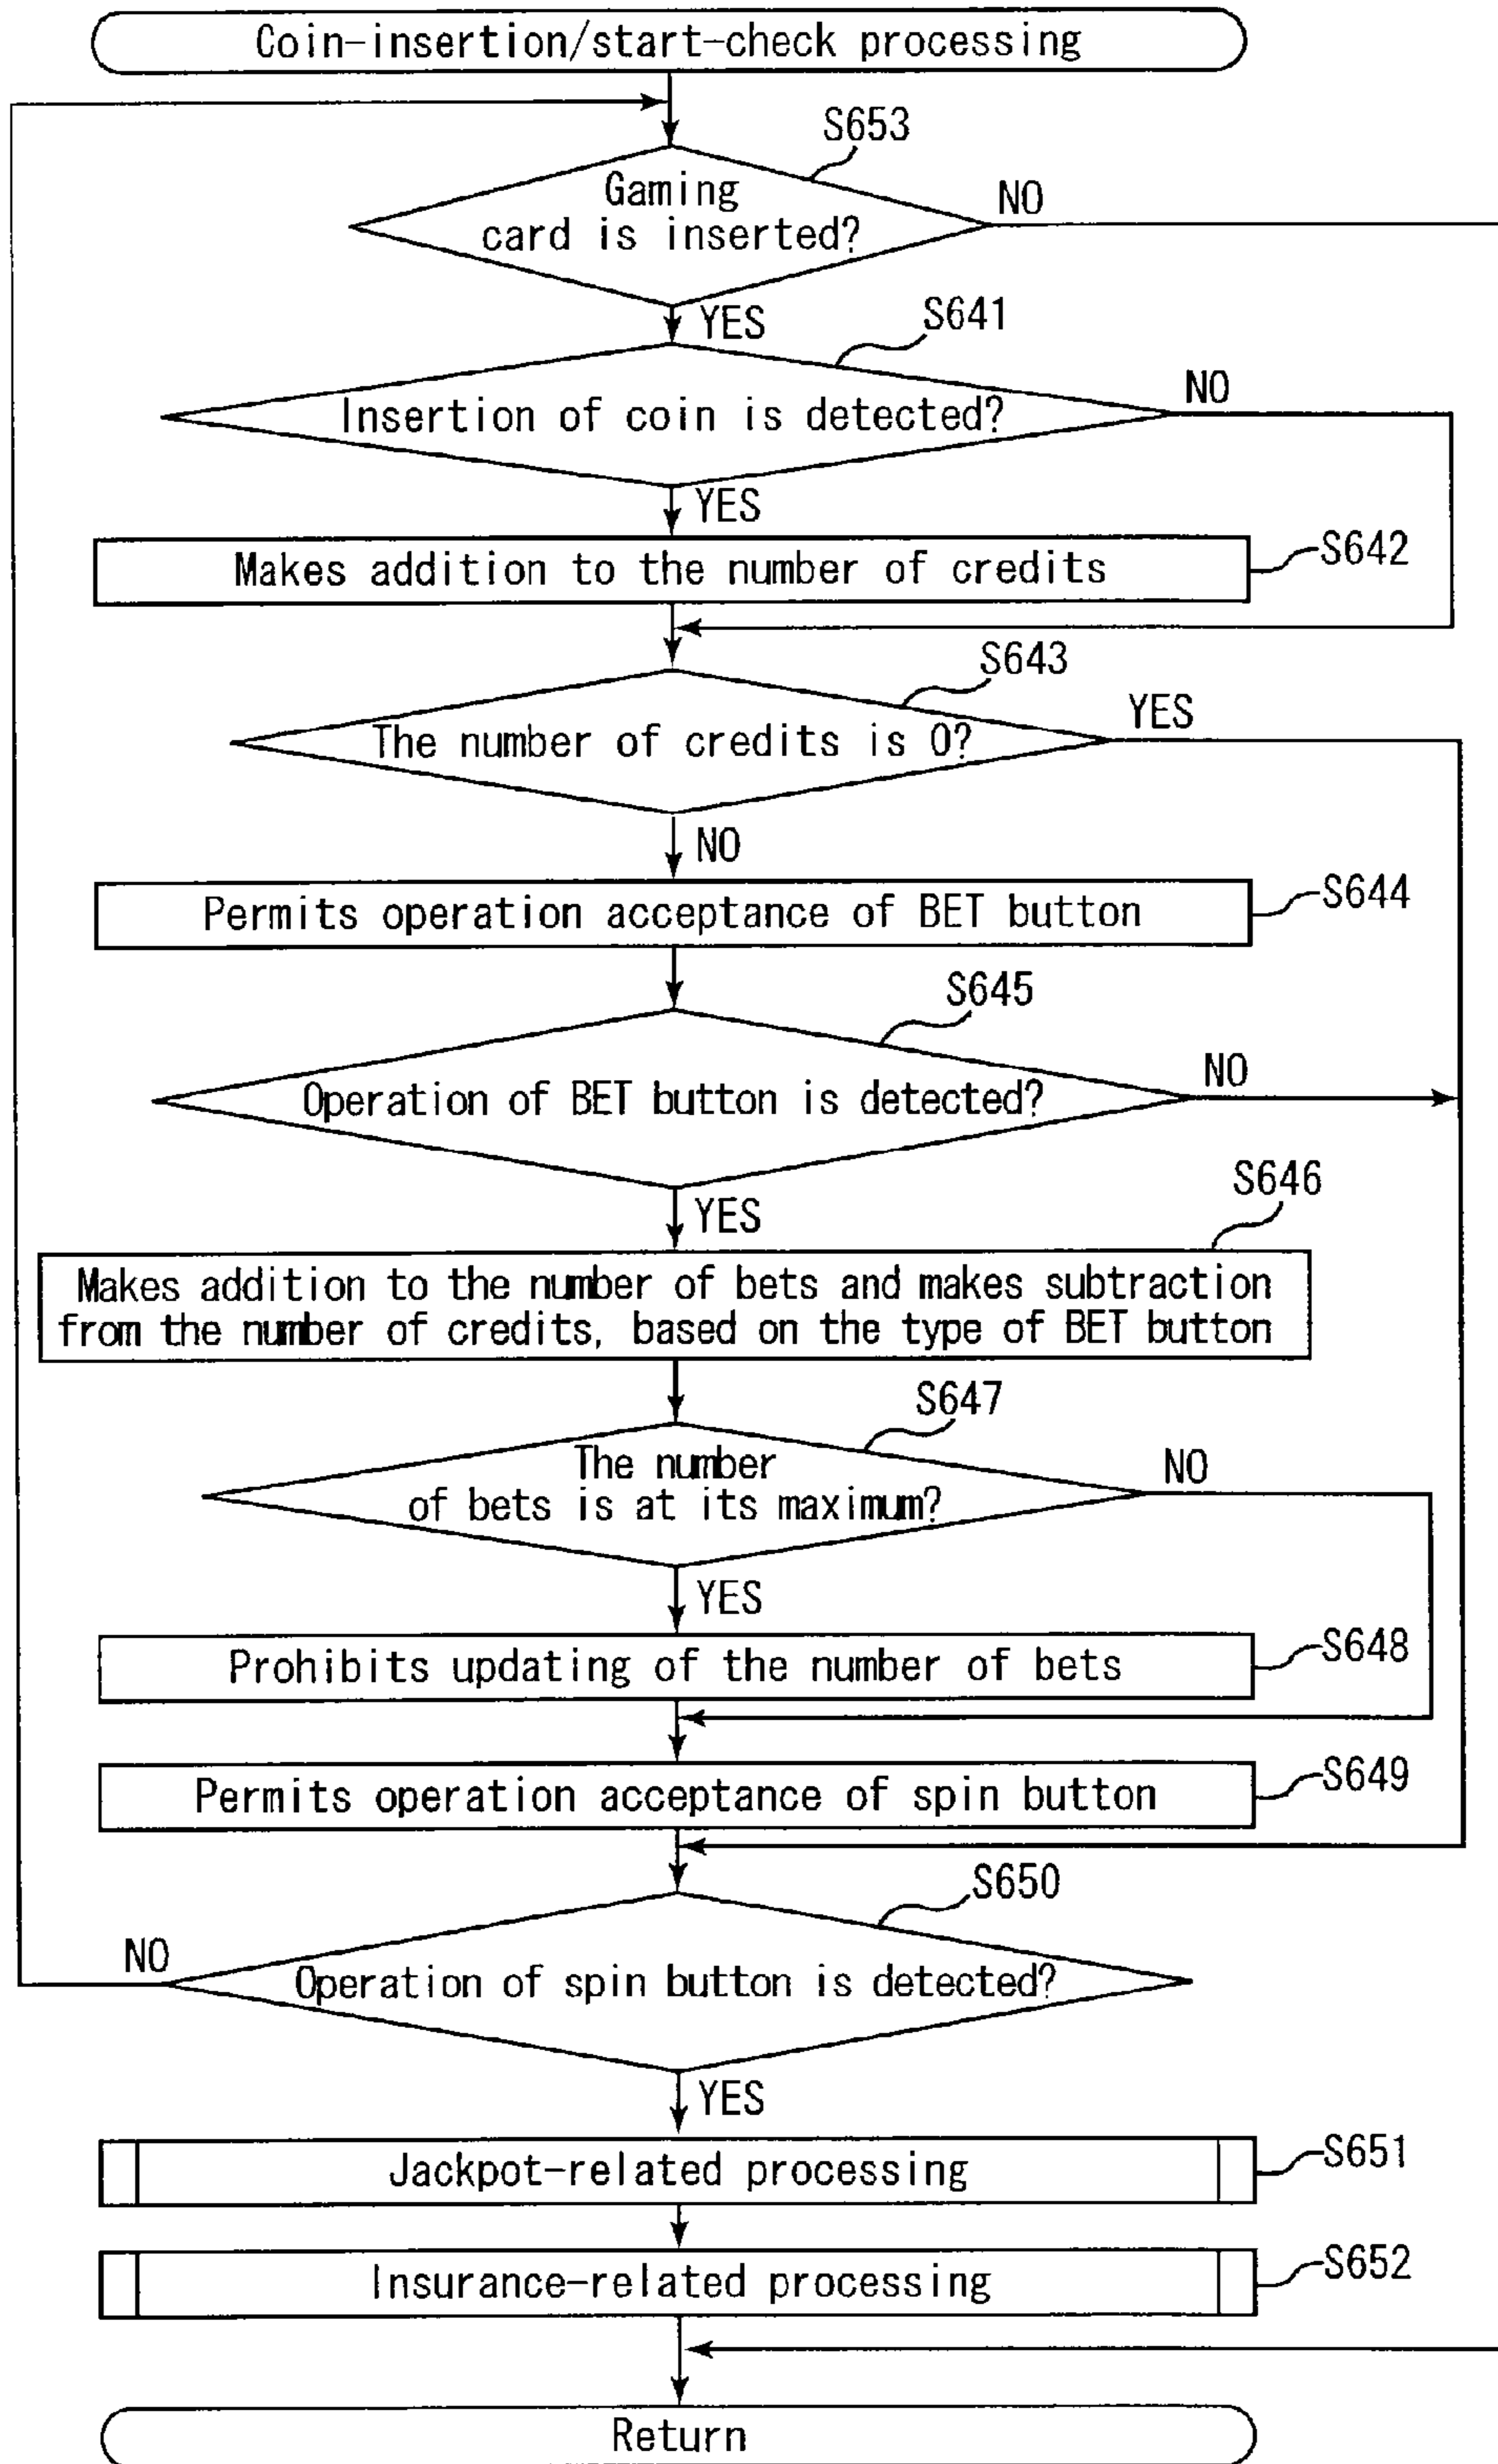 Coin-insertion/start-check processing
S653
Gaming
card is inserted?
NO
YES
S641
Insertion of coin is detected?
NO
YES
Makes addition to the number of credits
S642
S643
The number of credits is 0?
YES
NO
Permits operation acceptance of BET button
S644
S645
Operation of BET button is detected?
NO
YES
S646
Makes addition to the number of bets and makes subtraction
from the number of credits, based on the type of BET button
S647
The number
of bets is at its maximum?
NO
YES
Prohibits updating of the number of bets
S648
Permits operation acceptance of spin button
S649
S650
NO
Operation of spin button is detected?
YES
Jackpot-related processing
S651
Insurance-related processing
S652
Return